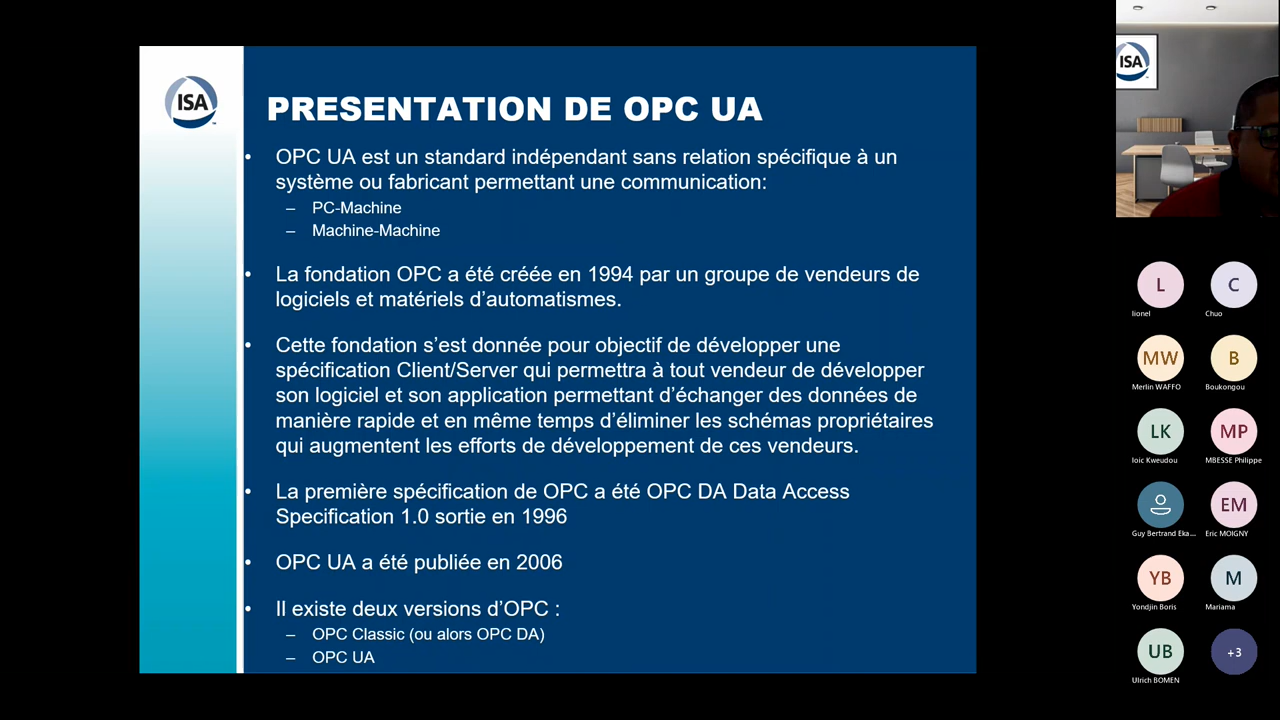 ISA
PRESENTATION DE OPC UA
• OPC UA est un standard indépendant sans relation spécifique à un
système ou fabricant permettant une communication:
– PC-Machine
– Machine-Machine
• La fondation OPC a été créée en 1994 par un groupe de vendeurs de
logiciels et matériels d’automatismes.
• Cette fondation s’est donnée pour objectif de développer une
spécification Client/Server qui permettra à tout vendeur de développer
son logiciel et son application permettant d’échanger des données de
manière rapide et en même temps d’éliminer les schémas propriétaires
qui augmentent les efforts de développement de ces vendeurs.
• La première spécification de OPC a été OPC DA Data Access
Specification 1.0 sortie en 1996
• OPC UA a été publiée en 2006
• Il existe deux versions d’OPC :
– OPC Classic (ou alors OPC DA)
– OPC UA
ISA
L C
lionel Chuo
MW B
Merlin WAFFO Boukongou
LK MP
loic Kweudou MBESSE Philippe
EM
Guy Bertrand Eka... Eric MOIGNY
YB M
Yondjin Boris Mariama
UB +3
Ulrich BOMEN